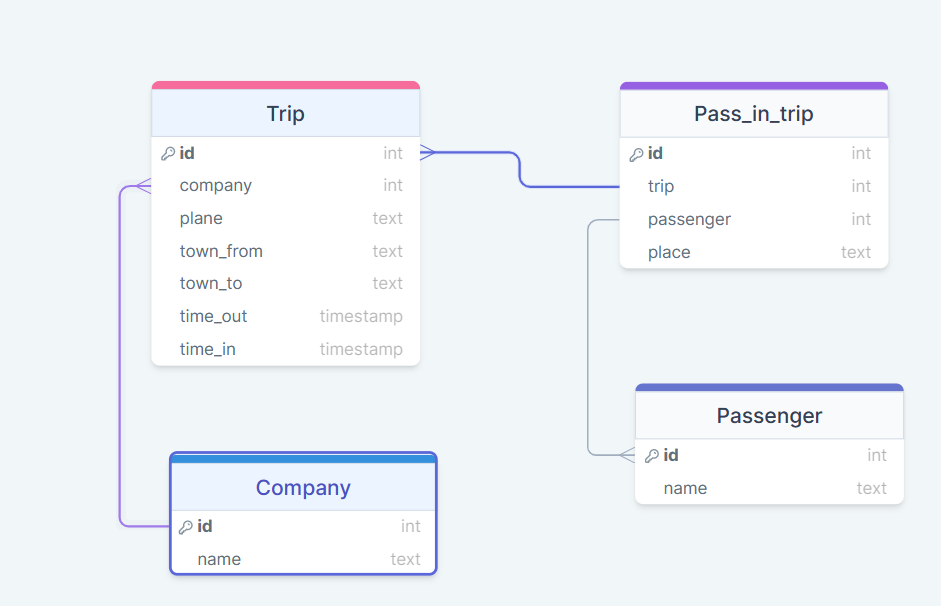 Trip
id int
company int
plane text
town_from text
town_to text
time_out timestamp
time_in timestamp
Pass_in_trip
id int
trip int
passenger int
place text
Passenger
id int
name text
Company
id int
name text